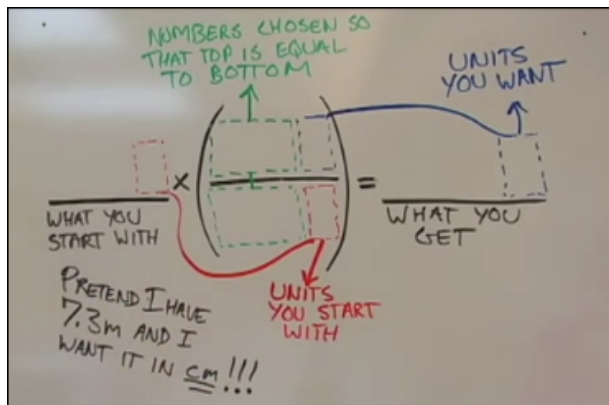 NUMBERS CHOSEN SO
THAT TOP IS EQUAL
TO BOTTOM
UNITS
YOU WANT
×
=
WHAT YOU
START WITH
WHAT YOU
GET
UNITS
YOU START
WITH
PRETEND I HAVE
7.3m AND I
WANT IT IN cm!!!